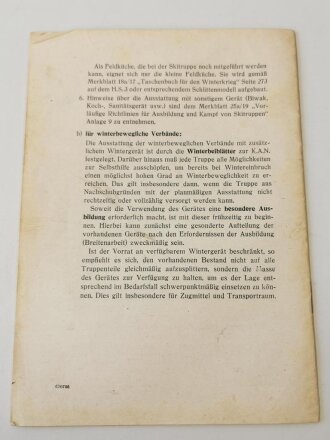 Als Feldküche, die bei der Skitruppe noch mitgeführt werden
kann, eignet sich nur die kleine Feldküche. Sie wird gemäß
Merkblatt 18a/17 „Taschenbuch für den Winterkrieg“ Seite 273
auf dem H.S.J oder entsprechendem Schlittenmodell aufgebaut.
6. Hinweise über die Ausstattung mit sonstigem Gerät (Biwak,
Koch-, Sanitätsgerät usw.) sind dem Merkblatt 25a/19 „Vor-
läufige Richtlinien für Ausbildung und Kampf von Skitruppen“
Anlage 9 zu entnehmen.
b) für winterbewegliche Verbände:
Die Ausstattung der winterbeweglichen Verbände mit zusätz-
lichem Wintergerät ist durch die Winterbeiblätter zur K.A.N.
festgelegt. Darüber hinaus muß jede Truppe alle Möglichkeiten
zur Selbsthilfe ausschöpfen, um bereits bei Wintereinbruch
einen möglichst hohen Grad an Winterbeweglichkeit zu er-
reichen. Das gilt insbesondere dann, wenn die Truppe aus
Nachschubgründen mit der planmäßigen Ausstattung nicht
rechtzeitig oder vollzählig versorgt werden kann.
Soweit die Verwendung des Gerätes eine besondere Aus-
bildung erforderlich macht, ist mit dieser frühzeitig zu begin-
nen. Hierbei kann zunächst eine gesonderte Aufteilung der
vorhandenen Geräte nach den Erfordernissen der Ausbildung
(Breitenarbeit) zweckmäßig sein.
Ist der Vorrat an verfügbarem Wintergerät beschränkt, so
empfiehlt es sich, den vorhandenen Bestand nicht auf alle
Truppenteile gleichmäßig aufzusplittern, sondern die Masse
des Gerätes zur Verfügung zu halten, um es der Lage ent-
sprechend im Bedarfsfall schwerpunktmäßig einsetzen zu kön-
nen. Dies gilt insbesondere für Zugmittel und Transportraum.